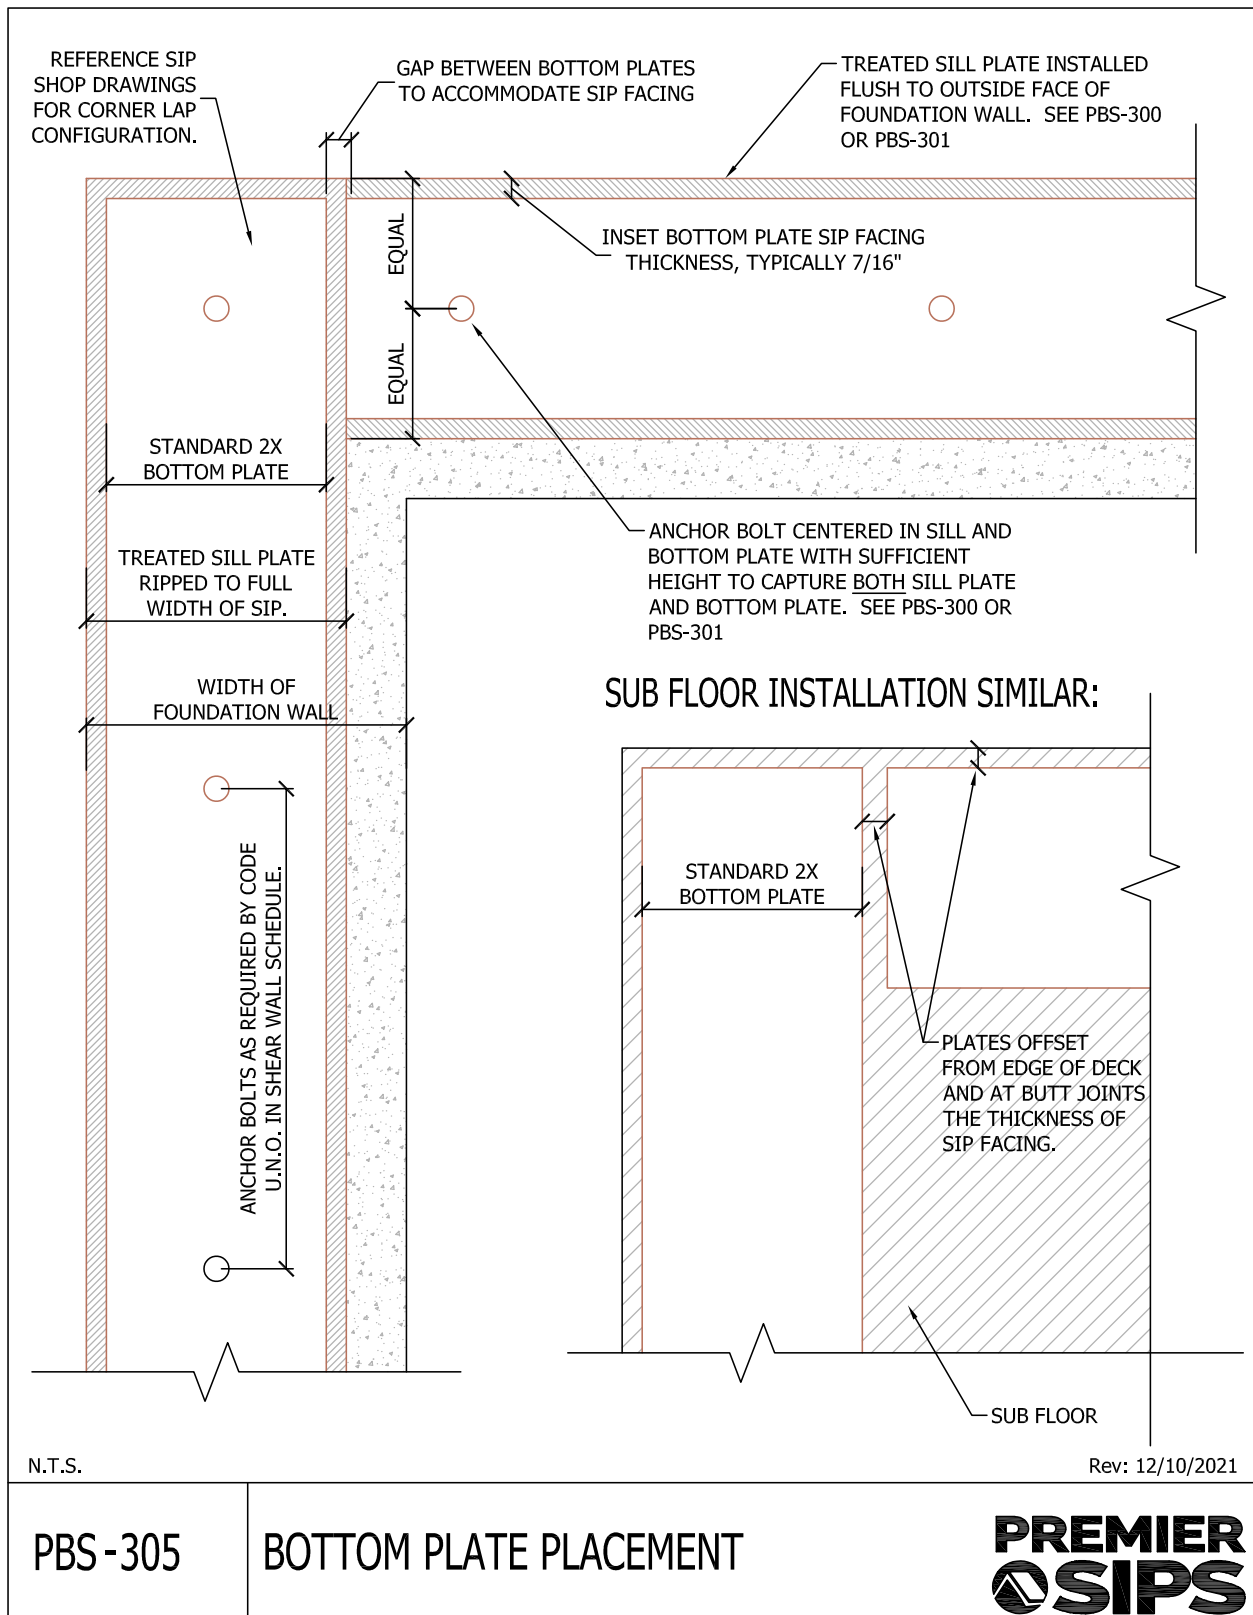 REFERENCE SIP
SHOP DRAWINGS
FOR CORNER LAP
CONFIGURATION.
GAP BETWEEN BOTTOM PLATES
TO ACCOMMODATE SIP FACING
TREATED SILL PLATE INSTALLED
FLUSH TO OUTSIDE FACE OF
FOUNDATION WALL. SEE PBS-300
OR PBS-301
INSET BOTTOM PLATE SIP FACING
THICKNESS, TYPICALLY 7/16"
EQUAL
EQUAL
STANDARD 2X
BOTTOM PLATE
ANCHOR BOLT CENTERED IN SILL AND
BOTTOM PLATE WITH SUFFICIENT
HEIGHT TO CAPTURE BOTH SILL PLATE
AND BOTTOM PLATE. SEE PBS-300 OR
PBS-301
TREATED SILL PLATE
RIPPED TO FULL
WIDTH OF SIP.
WIDTH OF
FOUNDATION WALL
ANCHOR BOLTS AS REQUIRED BY CODE
U.N.O. IN SHEAR WALL SCHEDULE.
SUB FLOOR INSTALLATION SIMILAR:
STANDARD 2X
BOTTOM PLATE
PLATES OFFSET
FROM EDGE OF DECK
AND AT BUTT JOINTS
THE THICKNESS OF
SIP FACING.
SUB FLOOR
N.T.S.
Rev: 12/10/2021
PBS-305
BOTTOM PLATE PLACEMENT
PREMIER
SIPS